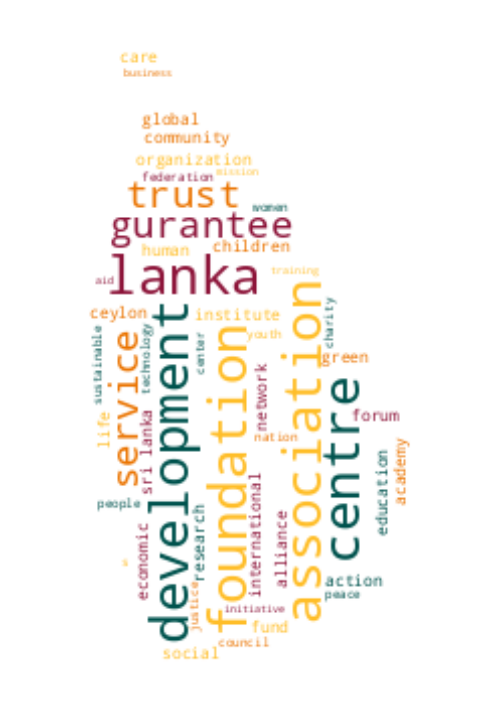 care
business
global
community
organization
federation mission
trust women
gurantee
human children
aid lanka training
ceylon institute
sustainable
service
technology
development
center
foundation
youth
association
charity
green
life
sri lanka
network
centre
forum
nation
people
economic
research
international
alliance
education
academy
justice
action
peace
initiative
fund
council
social